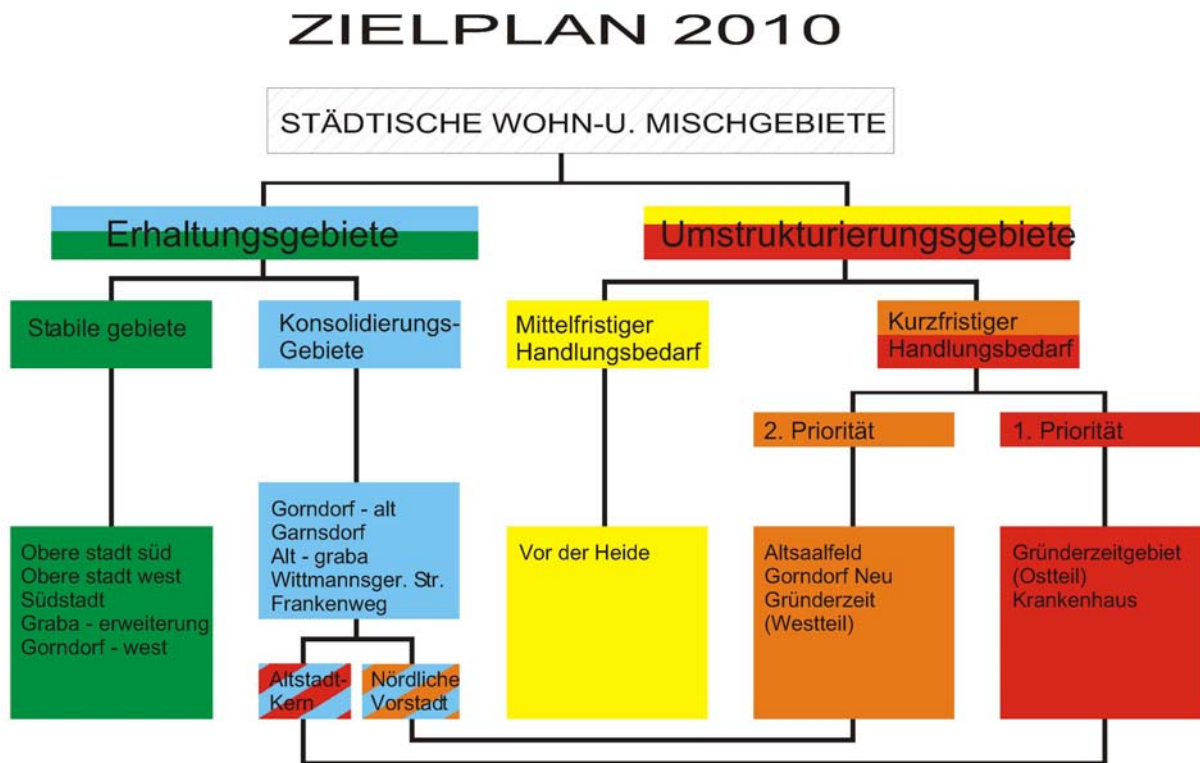 ZIELPLAN 2010
STÄDTISCHE WOHN-U. MISCHGEBIETE
Erhaltungsgebiete
Umstrukturierungsgebiete
Stabile gebiete
Konsolidierungs-
Gebiete
Mittelfristiger
Handlungsbedarf
Kurzfristiger
Handlungsbedarf
2. Priorität
1. Priorität
Obere stadt süd
Obere stadt west
Südstadt
Graba - erweiterung
Gorndorf - west
Gorndorf - alt
Garnsdorf
Alt - graba
Wittmannsger. Str.
Frankenweg
Altstadt-
Kern
Nördliche
Vorstadt
Vor der Heide
Altsaalfeld
Gorndorf Neu
Gründerzeit
(Westteil)
Gründerzeitgebiet
(Ostteil)
Krankenhaus